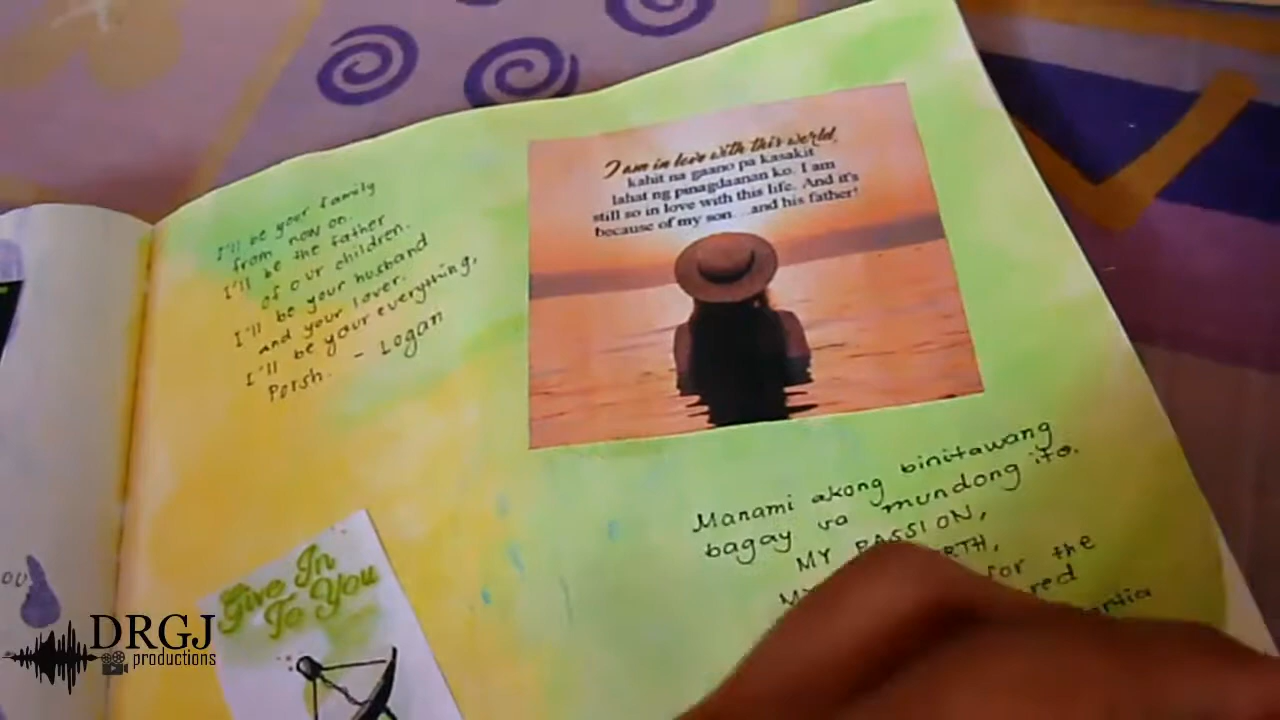 I'll be your family
from now on.
I'll be the father
of our children.
I'll be your husband
and your lover.
I'll be your everything,
Persh. - Logan
I am in love with this world,
kahit na gaano pa kasakit
lahat ng pinagdaanan ko. I am
still so in love with this life. And it's
because of my son...and his father!
Marami akong binitawang
bagay sa mundong ito.
MY PASSION,
for the
Give In
To You
DRGJ
productions